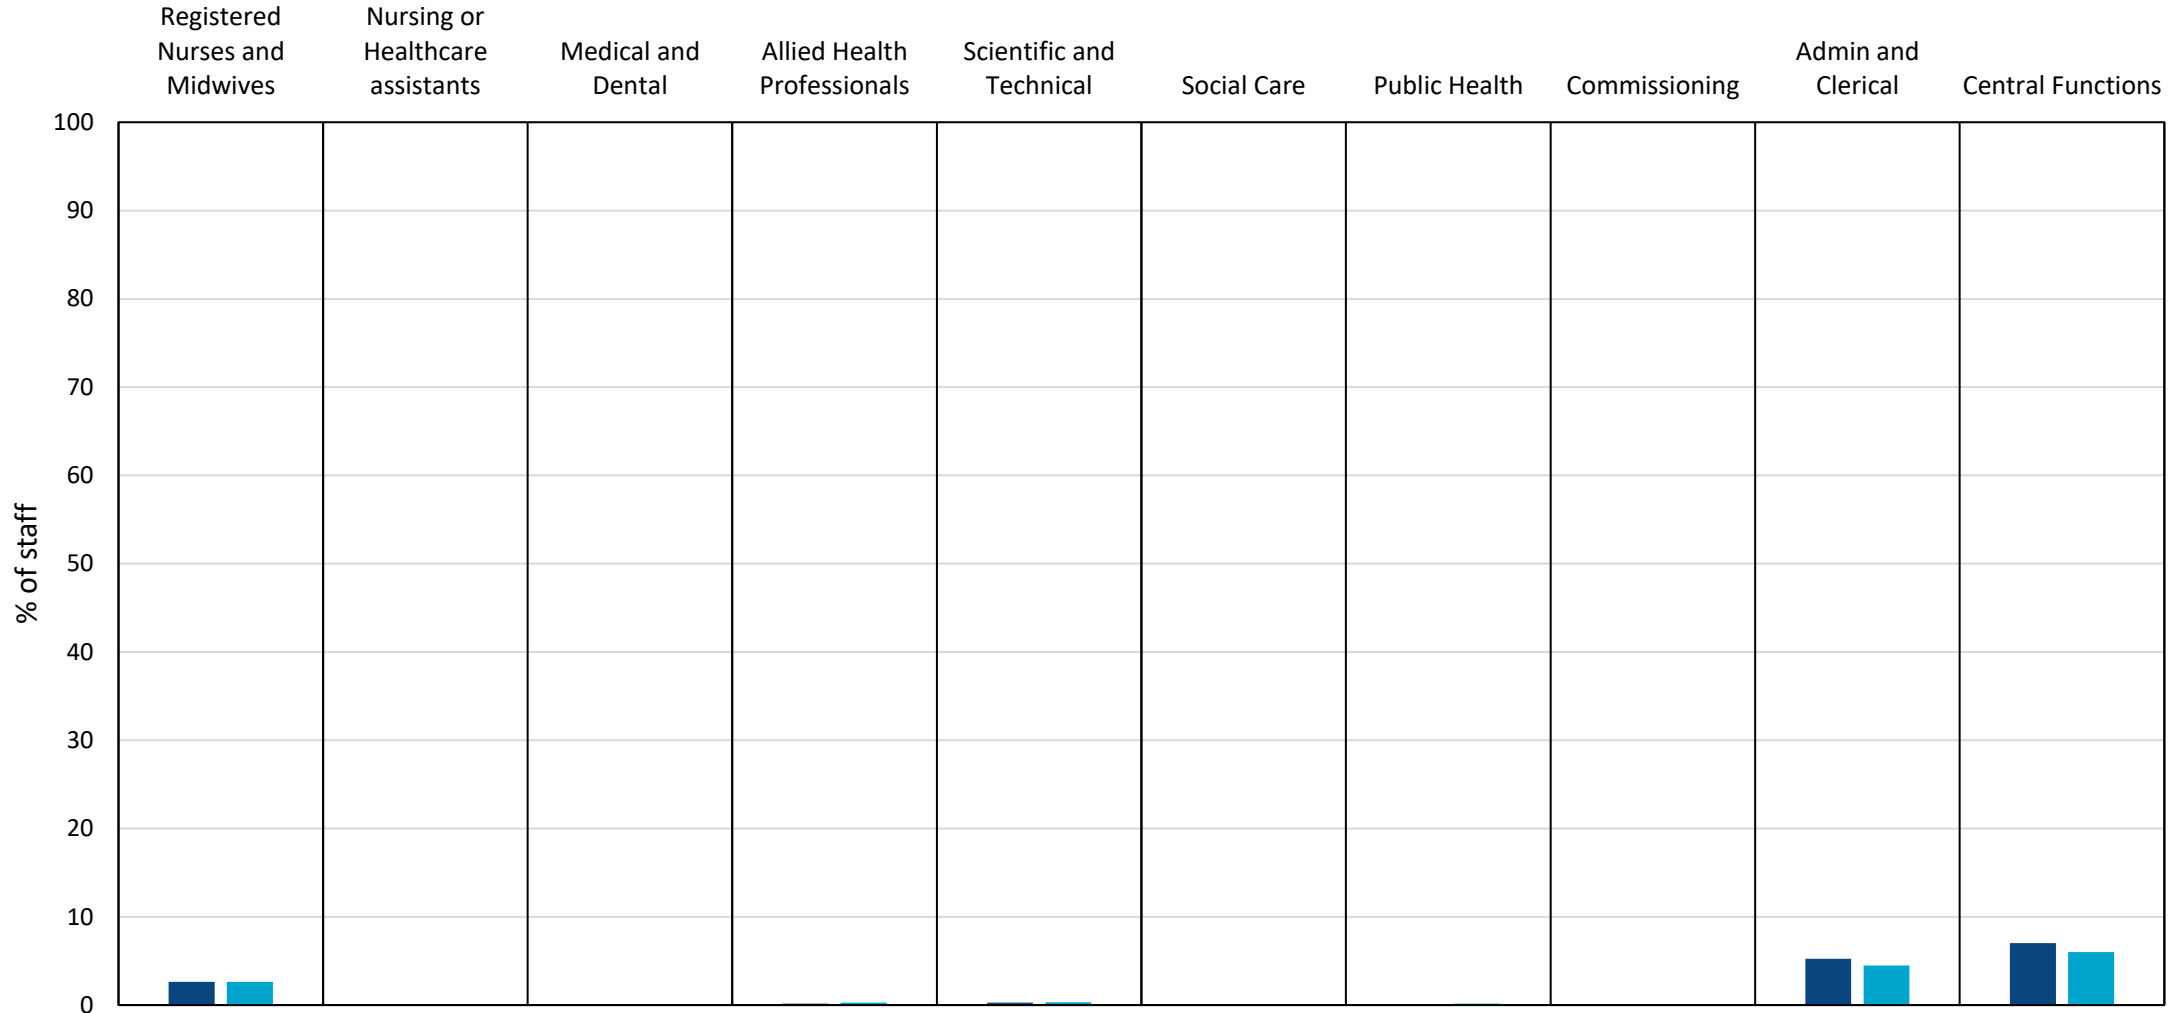 Registered
Nurses and
Midwives
Nursing or
Healthcare
assistants
Medical and
Dental
Allied Health
Professionals
Scientific and
Technical
Social Care
Public Health
Commissioning
Admin and
Clerical
Central Functions
100
90
80
70
60
50
40
30
20
10
0
% of staff